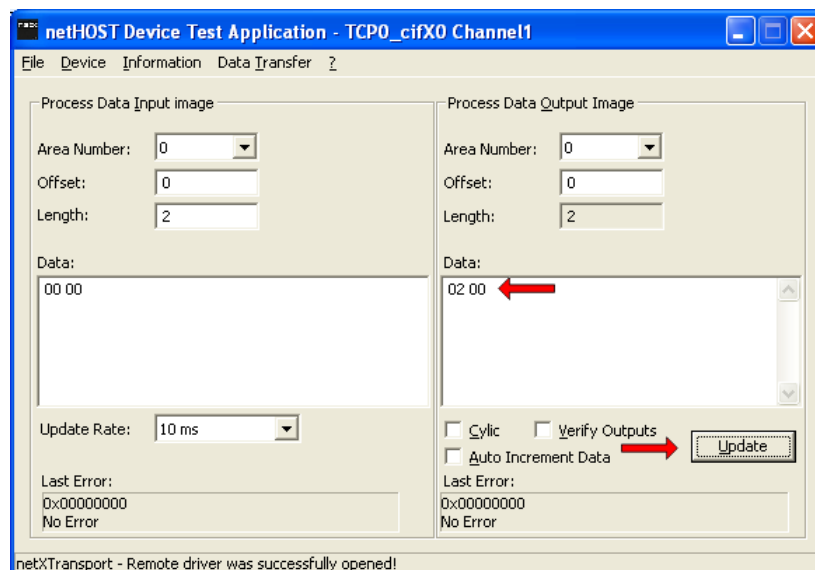 netHOST Device Test Application - TCP0_cifX0 Channel1
File Device Information Data Transfer ?
Process Data Input image
Area Number: 0
Offset: 0
Length: 2
Data:
00 00
Update Rate: 10 ms
Last Error:
0x00000000
No Error
Process Data Output Image
Area Number: 0
Offset: 0
Length: 2
Data:
02 00
Cylic Verify Outputs
Auto Increment Data
Update
Last Error:
0x00000000
No Error
netXTransport - Remote driver was successfully opened!